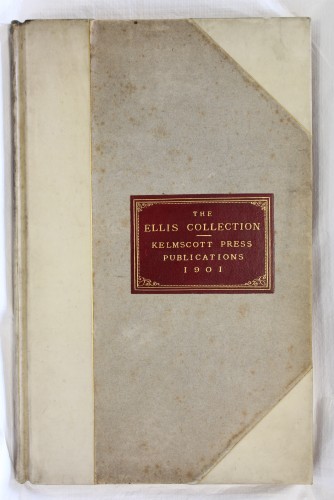 THE
ELLIS COLLECTION
KELMSCOTT PRESS
PUBLICATIONS
1901